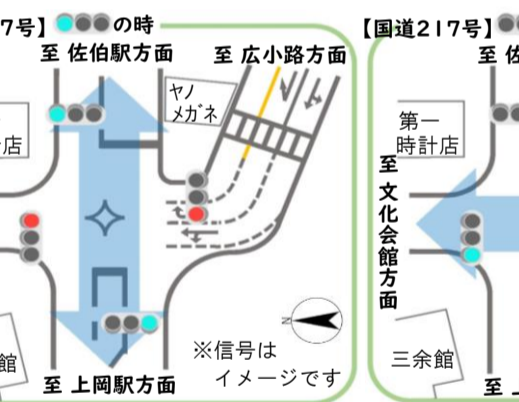 7号】
の時
至 佐伯駅方面
至 広小路方面
ヤノ
メガネ
店
館
至 上岡駅方面
N
※信号は
イメージです
【国道217号】
至 佐
第一
時計店
至 文化会館方面
三余館
至 上